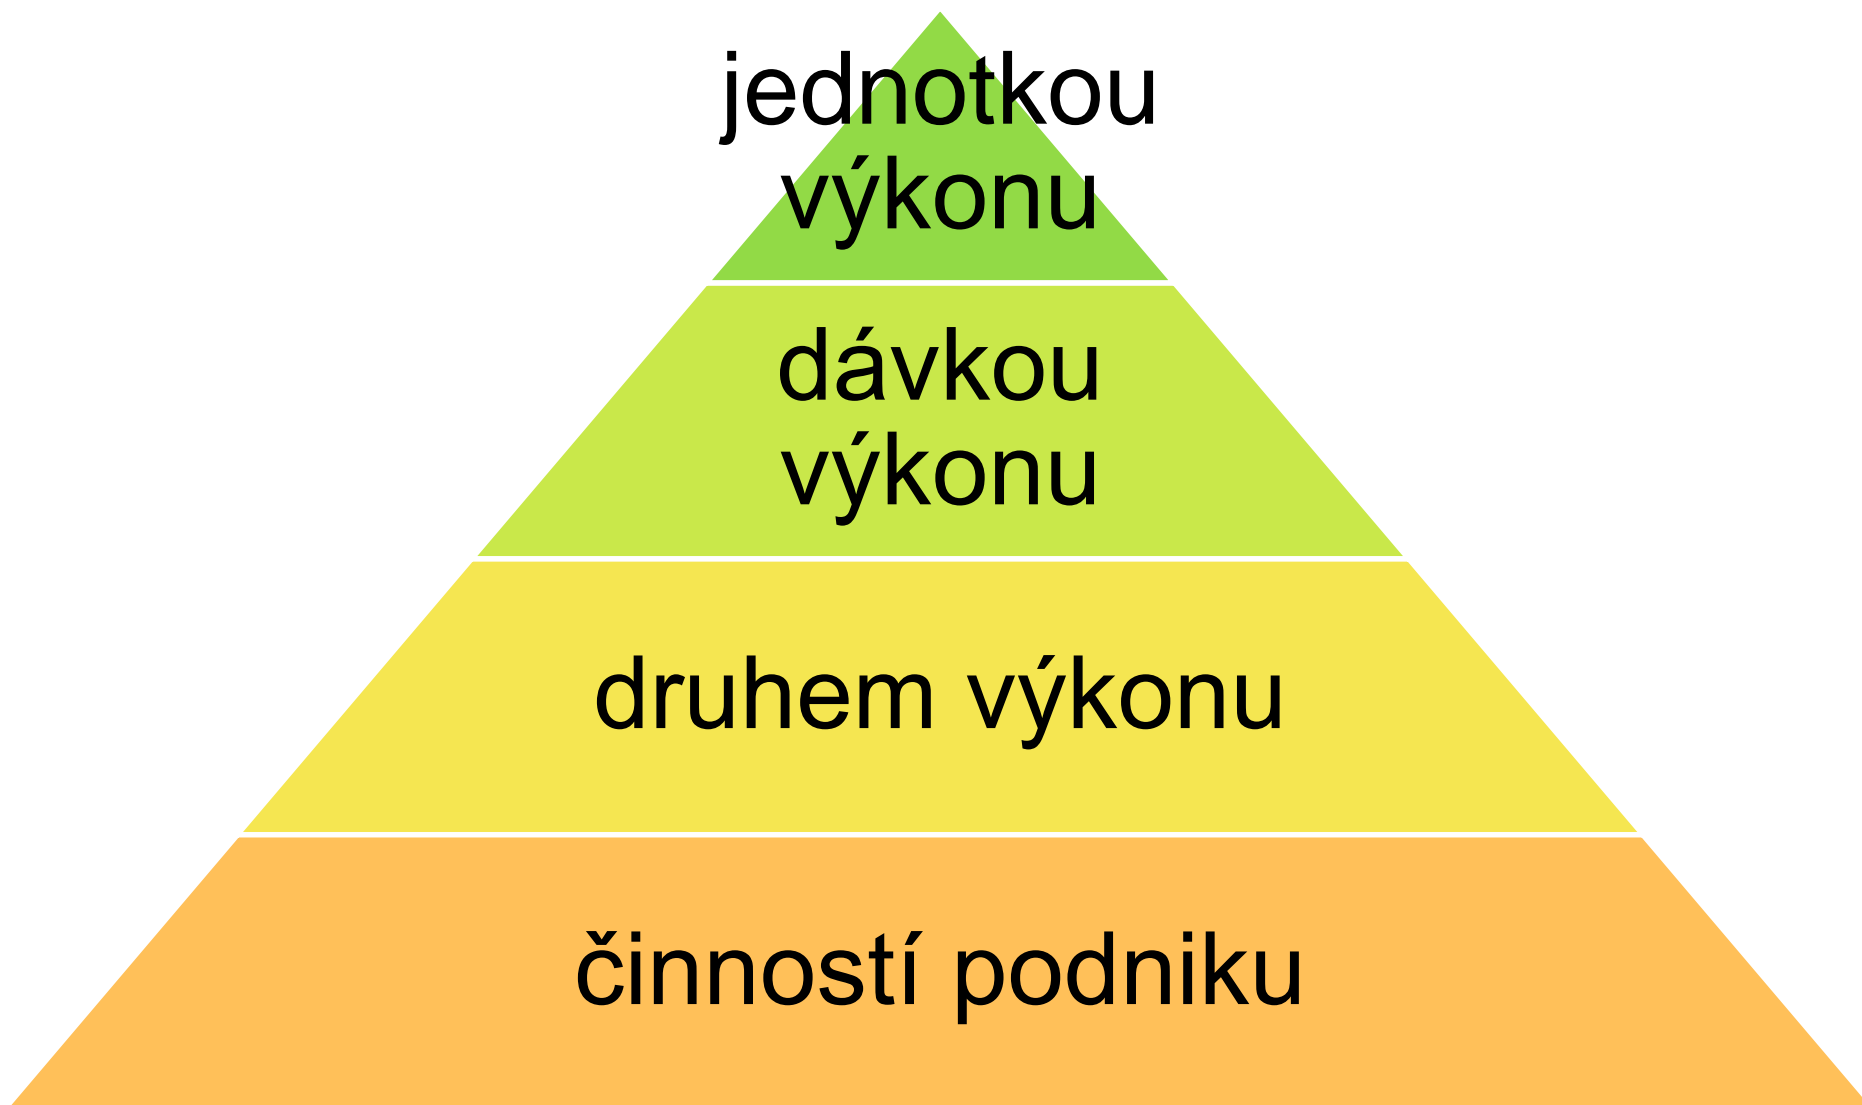 jednotkou
výkonu
dávkou
výkonu
druhem výkonu
činností podniku